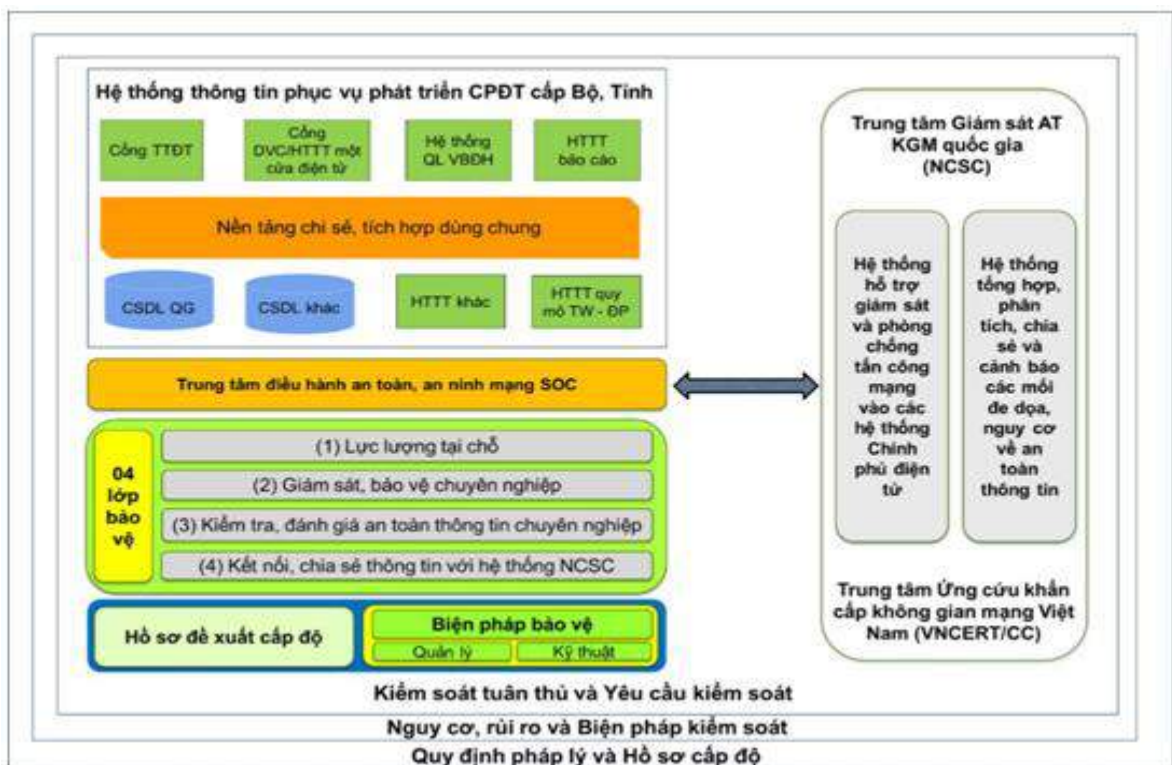 Hệ thống thông tin phục vụ phát triển CPĐT cấp Bộ, Tỉnh
Cổng TTĐT
Cổng
DVC/HTTT một
cửa điện tử
Hệ thống
QL VBĐH
HTTT
báo cáo
Nền tảng chi sẻ, tích hợp dùng chung
CSDL QG
CSDL khác
HTTT khác
HTTT quy
mô TW - ĐP
Trung tâm điều hành an toàn, an ninh mạng SOC
04
lớp
bảo
vệ
(1) Lực lượng tại chỗ
(2) Giám sát, bảo vệ chuyên nghiệp
(3) Kiểm tra, đánh giá an toàn thông tin chuyên nghiệp
(4) Kết nối, chia sẻ thông tin với hệ thống NCSC
Hồ sơ đề xuất cấp độ
Biện pháp bảo vệ
Quản lý
Kỹ thuật
Trung tâm Giám sát AT
KGM quốc gia
(NCSC)
Hệ thống
hỗ trợ
giám sát
và phòng
chống
tấn công
mạng
vào các
hệ thống
Chính
phủ điện
tử
Hệ thống
tổng hợp,
phân
tích, chia
sẻ và
cảnh báo
các mối
đe dọa,
nguy cơ
về an
toàn
thông tin
Trung tâm Ứng cứu khẩn
cấp không gian mạng Việt
Nam (VNCERT/CC)
Kiểm soát tuân thủ và Yêu cầu kiểm soát
Nguy cơ, rủi ro và Biện pháp kiểm soát
Quy định pháp lý và Hồ sơ cấp độ